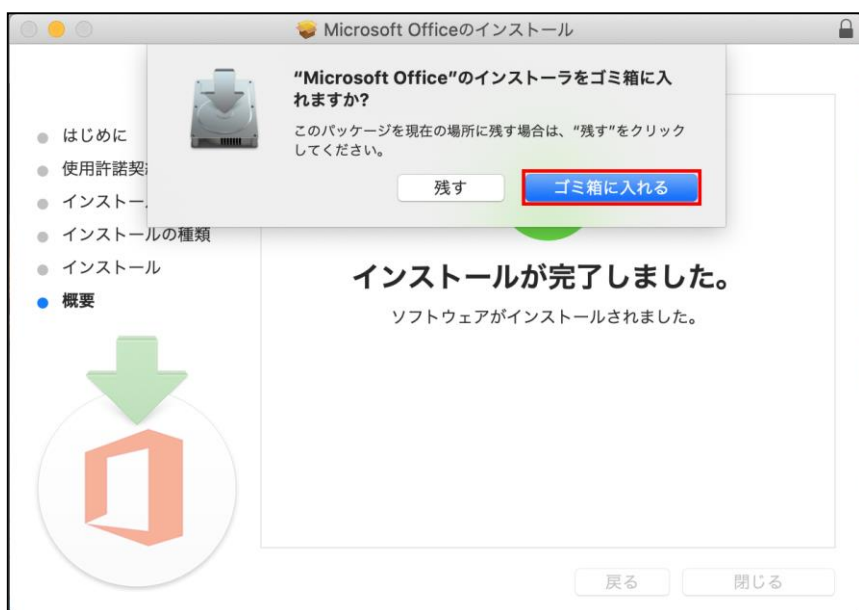 Microsoft Officeのインストール
“Microsoft Office”のインストーラをゴミ箱に入
れますか?
このパッケージを現在の場所に残す場合は、“残す”をクリック
してください。
残す
ゴミ箱に入れる
はじめに
使用許諾契
インストー
インストールの種類
インストール
概要
インストールが完了しました。
ソフトウェアがインストールされました。
戻る
閉じる